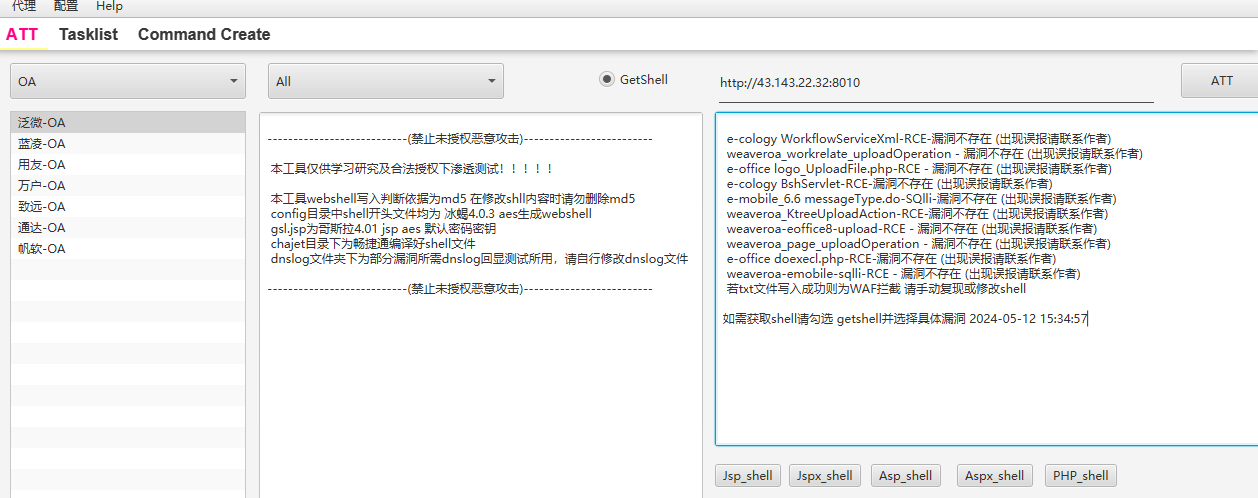 代理 配置 Help
ATT Tasklist Command Create
OA All GetShell http://43.143.22.32:8010 ATT
泛微-OA
蓝凌-OA
用友-OA
万户-OA
致远-OA
通达-OA
帆软-OA
---------------------------(禁止未授权恶意攻击)-------------------------
本工具仅供学习研究及合法授权下渗透测试！！！！！
本工具webshell写入判断依据为md5 在修改shll内容时请勿删除md5
config目录中shell开头文件均为 冰蝎4.0.3 aes生成webshell
gsl.jsp为哥斯拉4.01 jsp aes 默认密码密钥
chajet目录下为畅捷通编译好shell文件
dnslog文件夹下为部分漏洞所需dnslog回显测试所用，请自行修改dnslog文件
---------------------------(禁止未授权恶意攻击)-------------------------
e-cology WorkflowServiceXml-RCE-漏洞不存在 (出现误报请联系作者)
weaveroa_workrelate_uploadOperation - 漏洞不存在 (出现误报请联系作者)
e-office logo_UploadFile.php-RCE - 漏洞不存在 (出现误报请联系作者)
e-cology BshServlet-RCE-漏洞不存在 (出现误报请联系作者)
e-mobile_6.6 messageType.do-SQlli-漏洞不存在 (出现误报请联系作者)
weaveroa_KtreeUploadAction-RCE-漏洞不存在 (出现误报请联系作者)
weaveroa-eoffice8-upload-RCE - 漏洞不存在 (出现误报请联系作者)
weaveroa_page_uploadOperation - 漏洞不存在 (出现误报请联系作者)
e-office doexecl.php-RCE-漏洞不存在 (出现误报请联系作者)
weaveroa-emobile-sqlli-RCE - 漏洞不存在 (出现误报请联系作者)
若txt文件写入成功则为WAF拦截 请手动复现或修改shell
如需获取shell请勾选 getshell并选择具体漏洞 2024-05-12 15:34:57
Jsp_shell Jspx_shell Asp_shell Aspx_shell PHP_shell